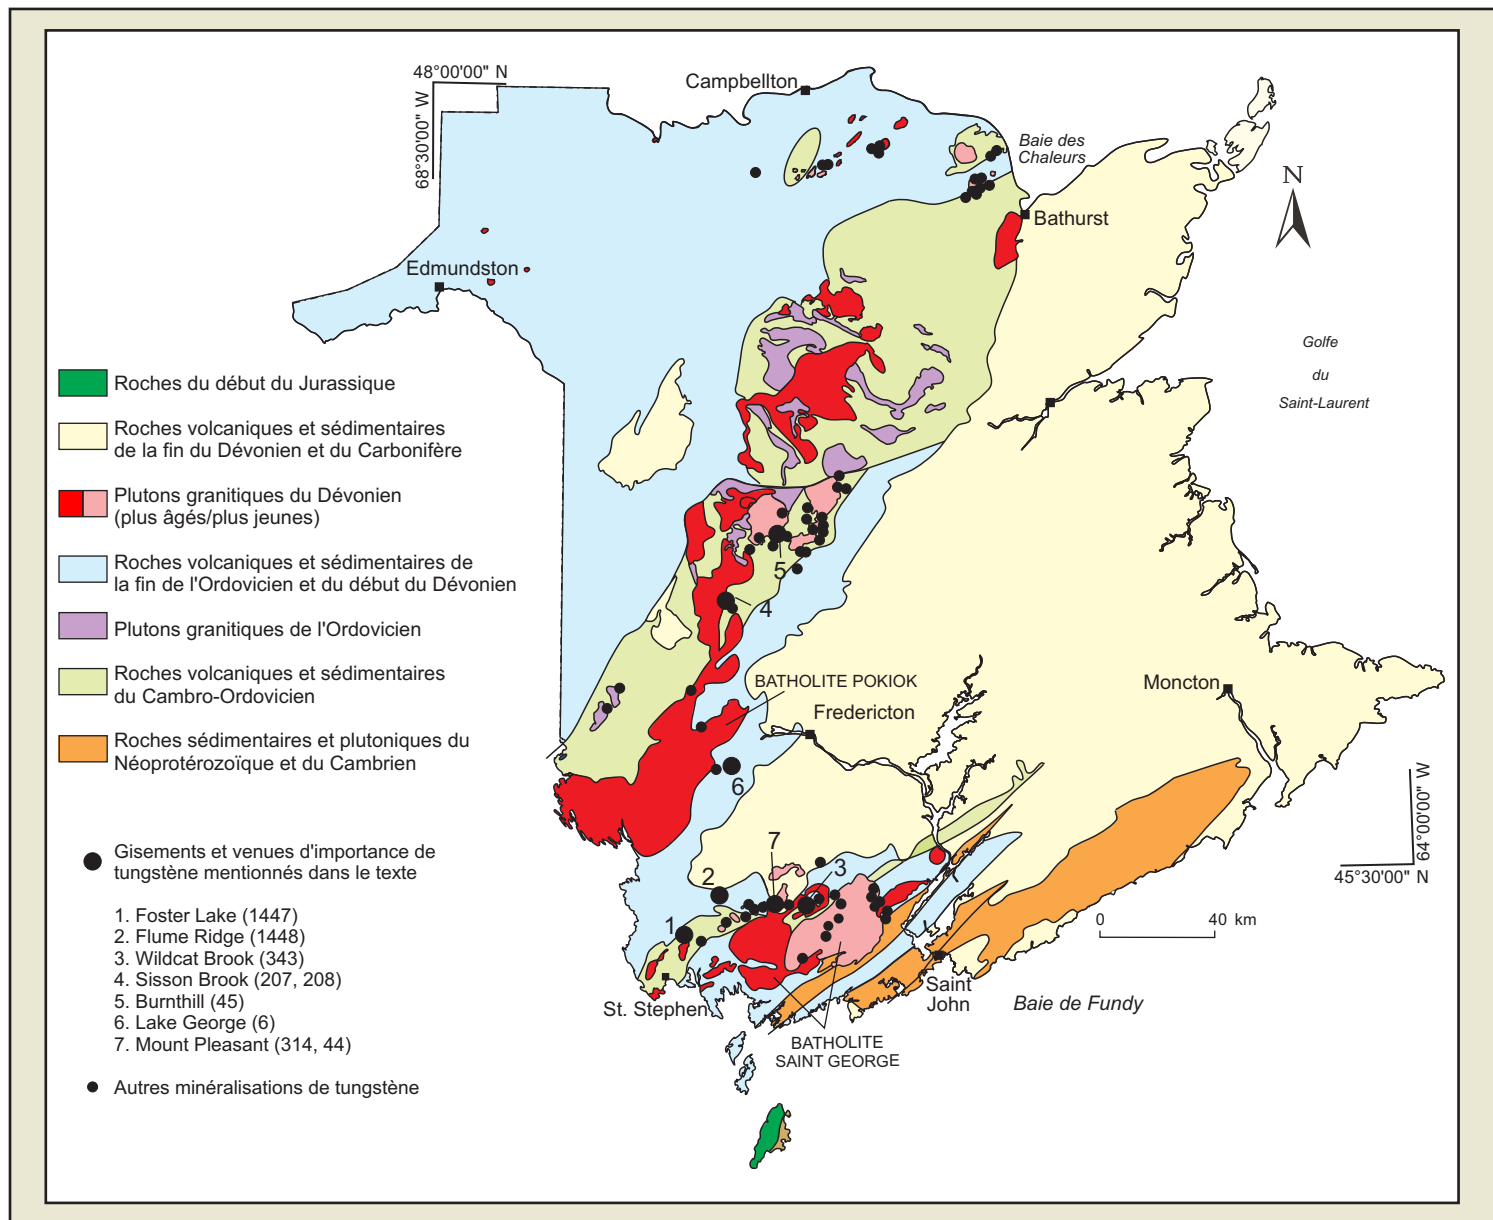 48°00'00" N
68°30'00" W
Campbellton
Baie des
Chaleurs
N
Bathurst
Edmundston
Golfe
du
Saint-Laurent
Roches du début du Jurassique
Roches volcaniques et sédimentaires
de la fin du Dévonien et du Carbonifère
Plutons granitiques du Dévonien
(plus âgés/plus jeunes)
Roches volcaniques et sédimentaires de
la fin de l'Ordovicien et du début du Dévonien
Plutons granitiques de l'Ordovicien
Roches volcaniques et sédimentaires
du Cambro-Ordovicien
Roches sédimentaires et plutoniques du
Néoprotérozoïque et du Cambrien
5
4
BATHOLITE POKIOK
Fredericton
Moncton
6
64°00'00" W
45°30'00" N
7
3
2
1
0 40 km
St. Stephen
Saint
John
Baie de Fundy
BATHOLITE
SAINT GEORGE
Gisements et venues d'importance de
tungstène mentionnés dans le texte
1. Foster Lake (1447)
2. Flume Ridge (1448)
3. Wildcat Brook (343)
4. Sisson Brook (207, 208)
5. Burnthill (45)
6. Lake George (6)
7. Mount Pleasant (314, 44)
Autres minéralisations de tungstène